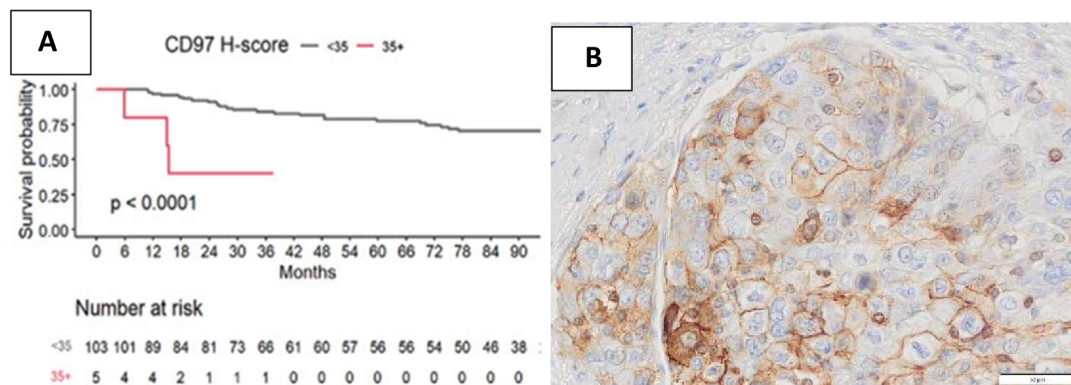 A
CD97 H-score <35 35+
Survival probability
1.00
0.75
0.50
0.25
0.00
p < 0.0001
0 6 12 18 24 30 36 42 48 54 60 66 72 78 84 90
Months
Number at risk
<35 103 101 89 84 81 73 66 61 60 57 56 56 54 50 46 38
35+ 5 4 4 2 1 1 1 0 0 0 0 0 0 0 0 0
B